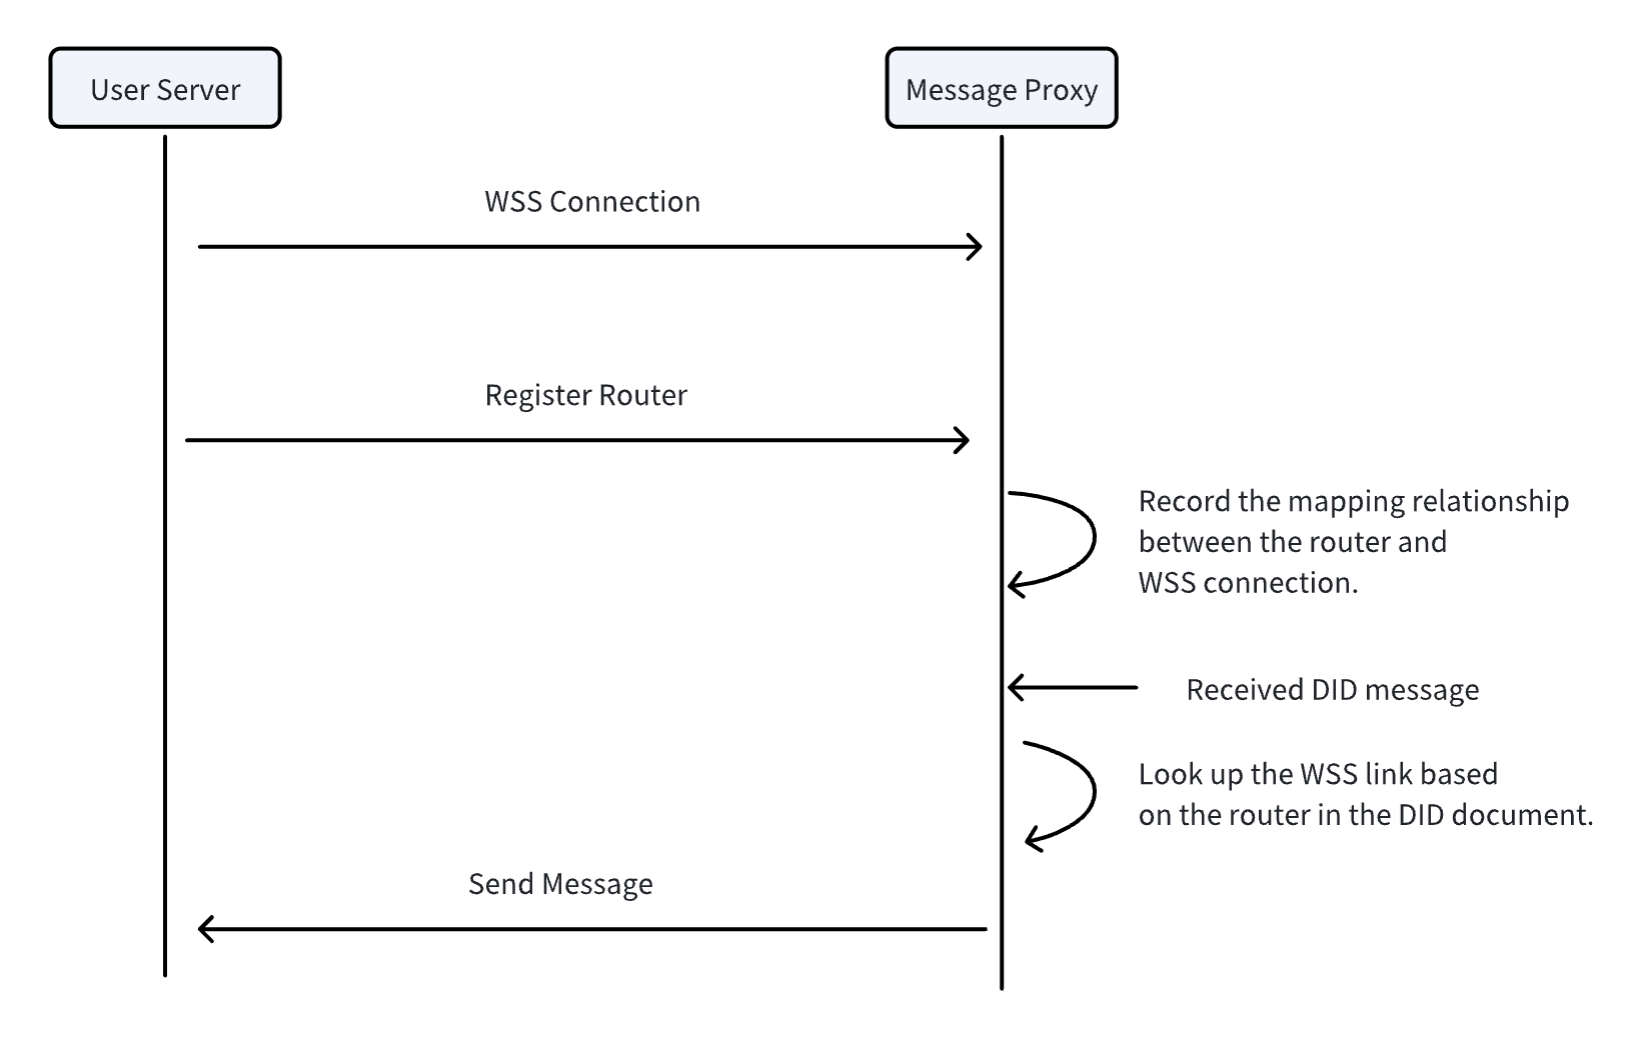 User Server
Message Proxy
WSS Connection
Register Router
Record the mapping relationship
between the router and
WSS connection.
Received DID message
Look up the WSS link based
on the router in the DID document.
Send Message